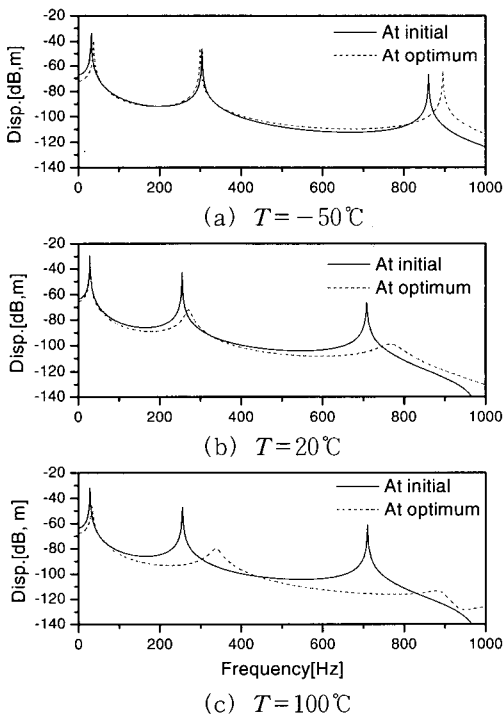 -20
-40
-60
-80
-100
-120
-140
Disp.[dB,m]
At initial
At optimum
0 200 400 600 800 1000
(a) T=−50℃
-20
-40
-60
-80
-100
-120
-140
Disp.[dB,m]
At initial
At optimum
0 200 400 600 800 1000
(b) T=20℃
-20
-40
-60
-80
-100
-120
-140
Disp.[dB, m]
At initial
At optimum
0 200 400 600 800 1000
Frequency[Hz]
(c) T=100℃